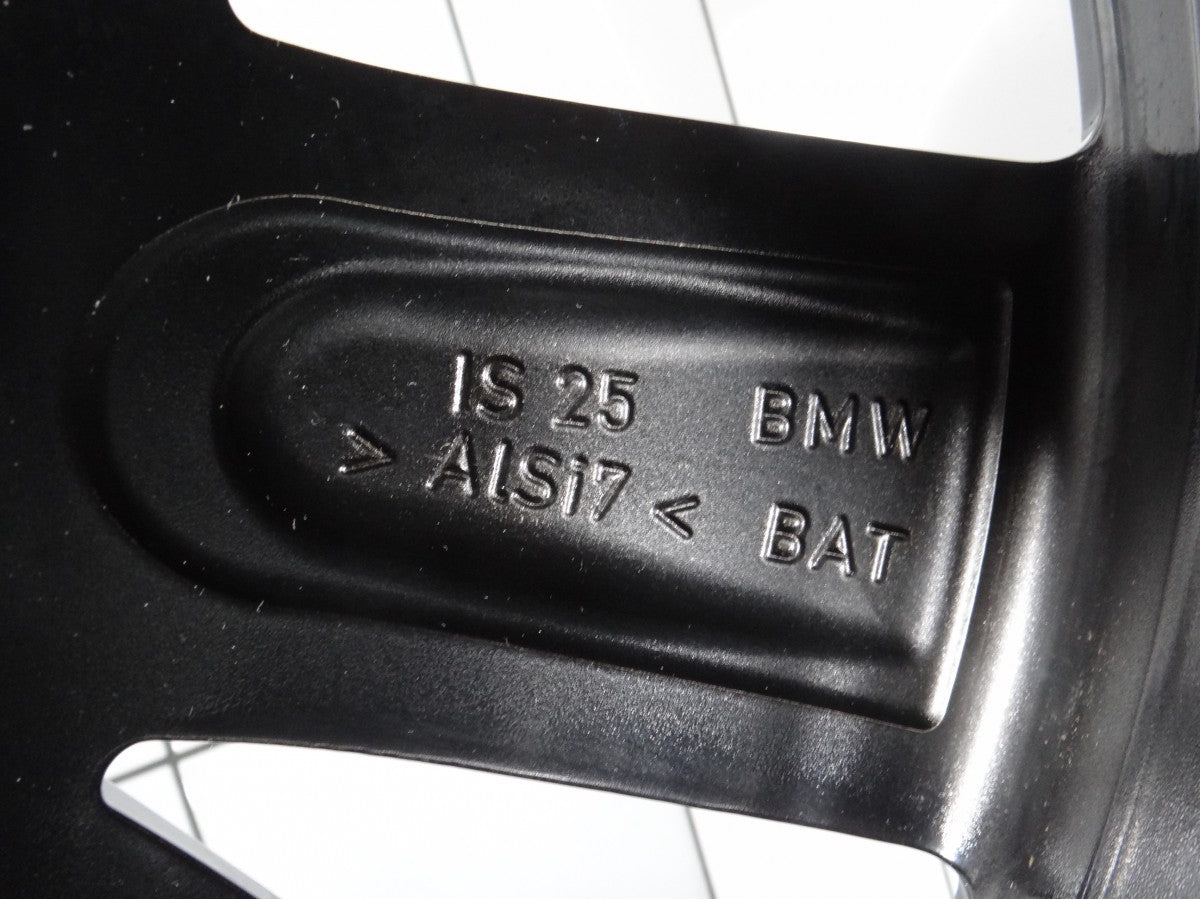 IS 25 BMW
> AlSi7 < BAT